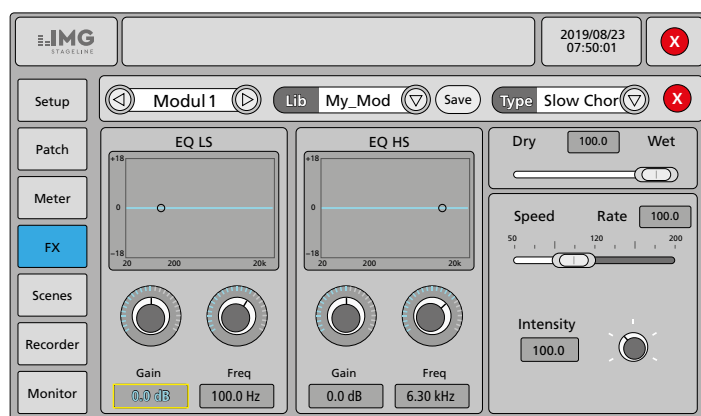 IMG
STAGELINE
2019/08/23
07:50:01
X
Setup
Patch
Meter
FX
Scenes
Recorder
Monitor
Modul 1
Lib My_Mod
Save
Type Slow Chor
X
EQ LS
+18
0
-18
20 200 20k
Gain Freq
0.0 dB 100.0 Hz
EQ HS
+18
0
-18
20 200 20k
Gain Freq
0.0 dB 6.30 kHz
Dry 100.0 Wet
Speed Rate 100.0
50 120 200
Intensity
100.0